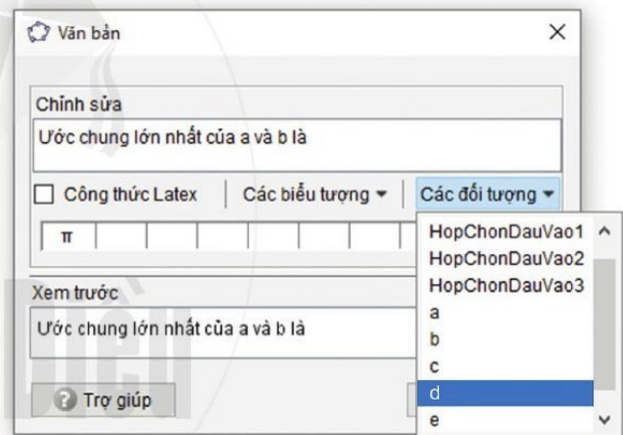 Văn bản
Chỉnh sửa
Ước chung lớn nhất của a và b là
Công thức Latex
Các biểu tượng
Các đối tượng
π
HopChonDauVao1
HopChonDauVao2
HopChonDauVao3
a
b
c
d
e
Xem trước
Ước chung lớn nhất của a và b là
? Trợ giúp
Diều